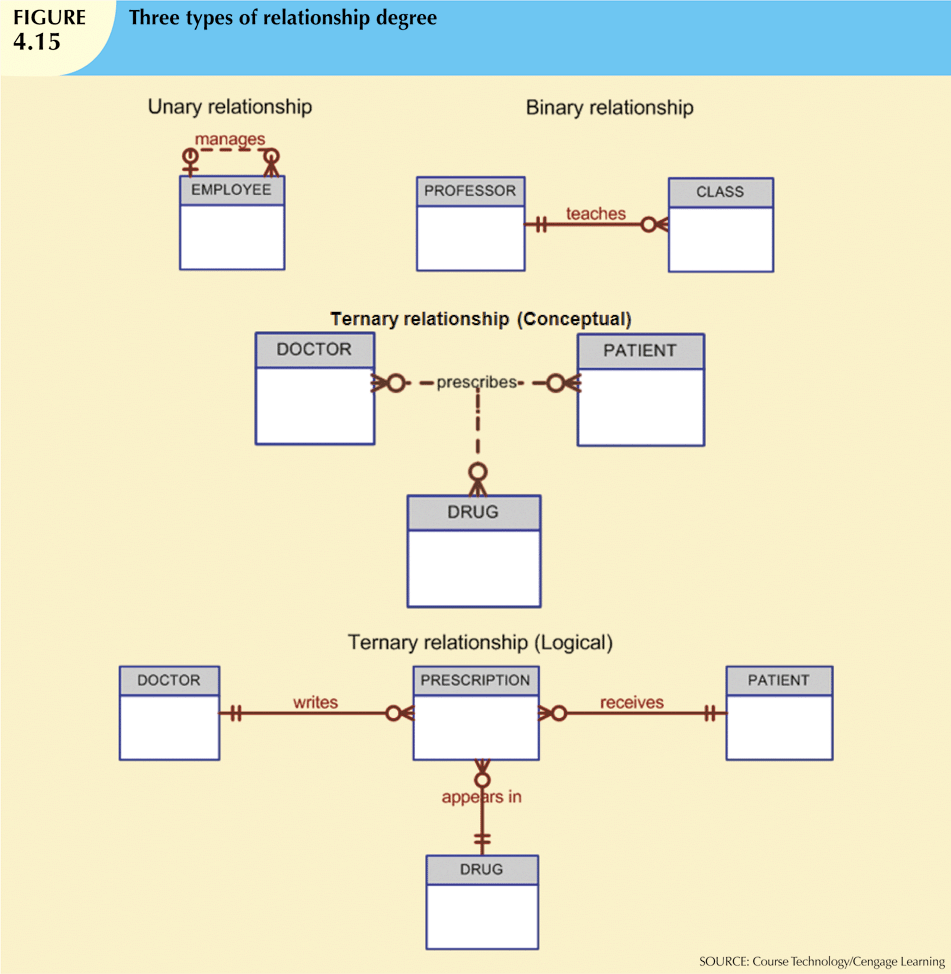 FIGURE
4.15
Three types of relationship degree
Unary relationship
Binary relationship
manages
EMPLOYEE
PROFESSOR
teaches
CLASS
Ternary relationship (Conceptual)
DOCTOR
prescribes
PATIENT
DRUG
Ternary relationship (Logical)
DOCTOR
writes
PRESCRIPTION
receives
PATIENT
appears in
DRUG
SOURCE: Course Technology/Cengage Learning